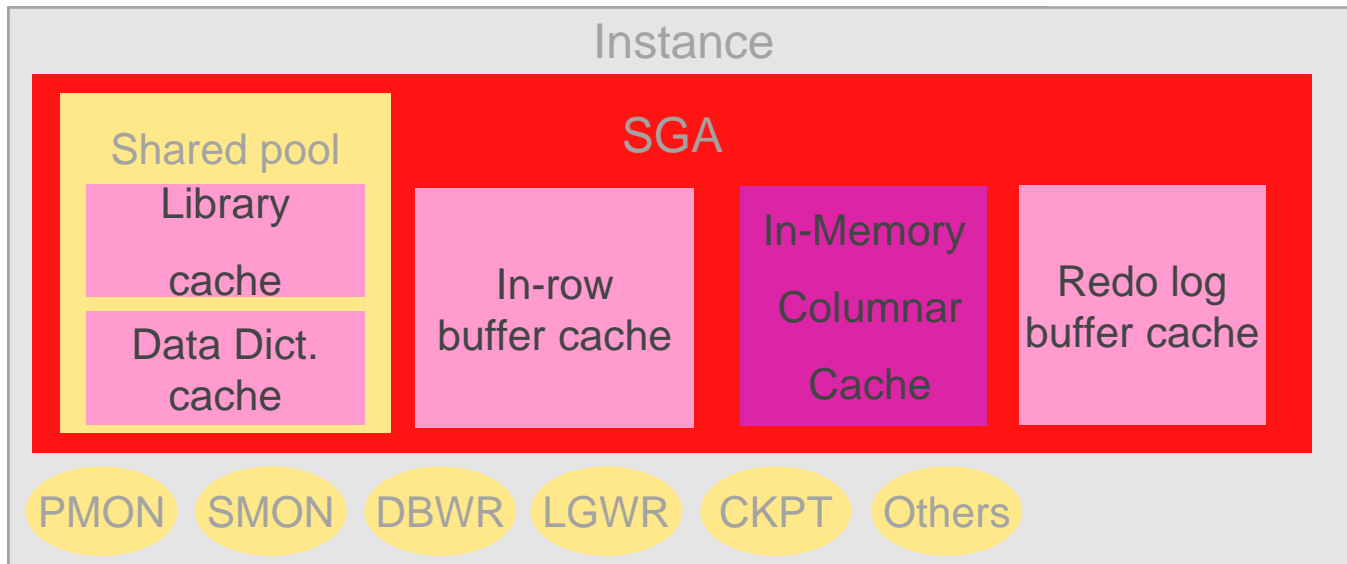 Instance
SGA
Shared pool
Library
cache
Data Dict.
cache
In-row
buffer cache
In-Memory
Columnar
Cache
Redo log
buffer cache
PMON SMON DBWR LGWR CKPT Others